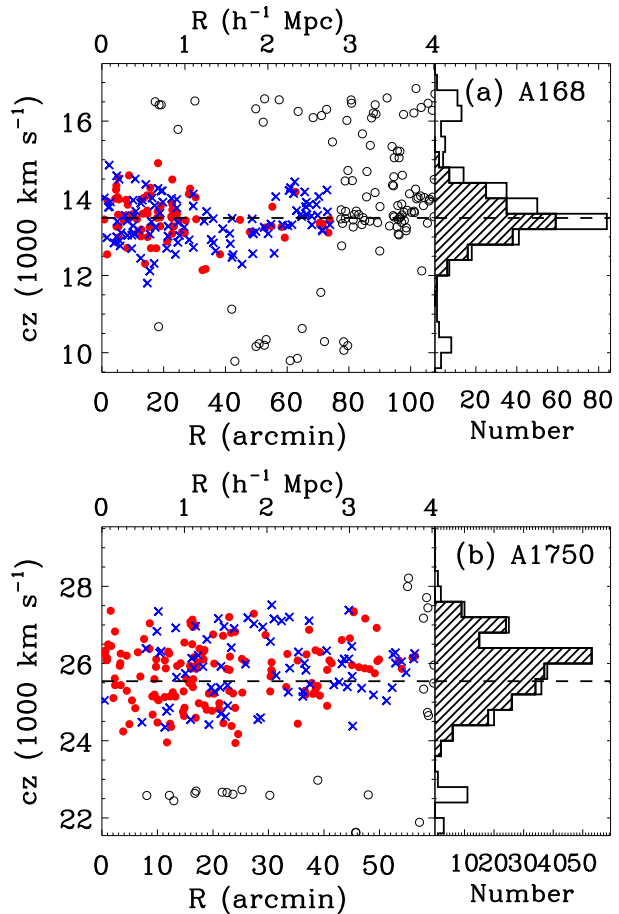 R (h⁻¹ Mpc)
0 1 2 3 4
(a) A168
cz (1000 km s⁻¹)
16
14
12
10
0 20 40 60 80 100
20 40 60 80
R (arcmin)
Number
R (h⁻¹ Mpc)
0 1 2 3 4
(b) A1750
cz (1000 km s⁻¹)
28
26
24
22
0 10 20 30 40 50
1020304050
R (arcmin)
Number